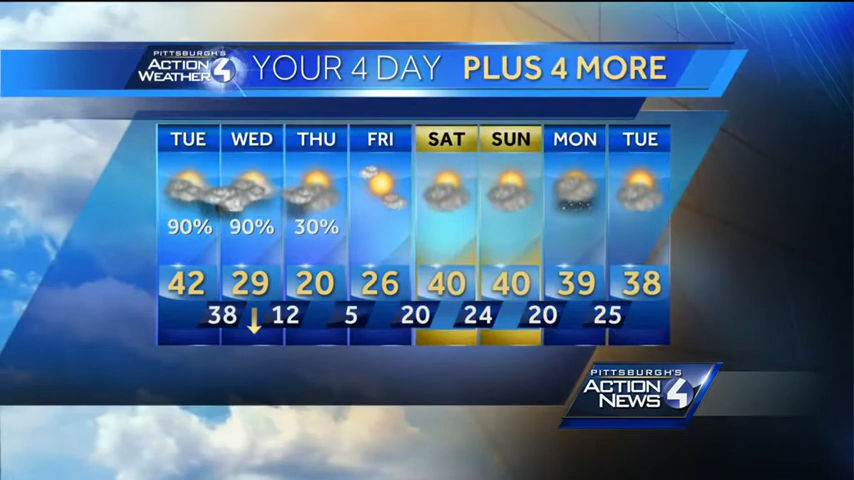 PITTSBURGH'S
ACTION
WEATHER 4
YOUR 4 DAY PLUS 4 MORE
TUE WED THU FRI SAT SUN MON TUE
90% 90% 30%
42 29 20 26 40 40 39 38
38 12 5 20 24 20 25
PITTSBURGH'S
ACTION
NEWS 4